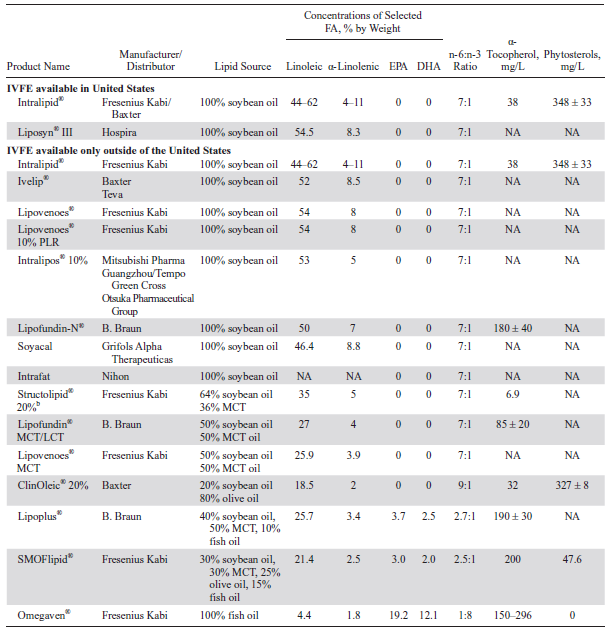 Concentrations of Selected
FA, % by Weight
α-
Manufacturer/ n-6:n-3 Tocopherol, Phytosterols,
Product Name Distributor Lipid Source Linoleic α-Linolenic EPA DHA Ratio mg/L mg/L
IVFE available in United States
Intralipid® Fresenius Kabi/ 100% soybean oil 44–62 4–11 0 0 7:1 38 348 ± 33
Baxter
Liposyn® III Hospira 100% soybean oil 54.5 8.3 0 0 7:1 NA NA
IVFE available only outside of the United States
Intralipid® Fresenius Kabi 100% soybean oil 44–62 4–11 0 0 7:1 38 348 ± 33
Ivelip® Baxter 100% soybean oil 52 8.5 0 0 7:1 NA NA
Teva
Lipovenoes® Fresenius Kabi 100% soybean oil 54 8 0 0 7:1 NA NA
Lipovenoes® Fresenius Kabi 100% soybean oil 54 8 0 0 7:1 NA NA
10% PLR
Intralipos® 10% Mitsubishi Pharma 100% soybean oil 53 5 0 0 7:1 NA NA
Guangzhou/Tempo
Green Cross
Otsuka Pharmaceutical
Group
Lipofundin-N® B. Braun 100% soybean oil 50 7 0 0 7:1 180 ± 40 NA
Soyacal Grifols Alpha 100% soybean oil 46.4 8.8 0 0 7:1 NA NA
Therapeuticas
Intrafat Nihon 100% soybean oil NA NA 0 0 7:1 NA NA
Structolipid® Fresenius Kabi 64% soybean oil 35 5 0 0 7:1 6.9 NA
20%b 36% MCT
Lipofundin® B. Braun 50% soybean oil 27 4 0 0 7:1 85 ± 20 NA
MCT/LCT 50% MCT oil
Lipovenoes® Fresenius Kabi 50% soybean oil 25.9 3.9 0 0 7:1 NA NA
MCT 50% MCT oil
ClinOleic® 20% Baxter 20% soybean oil 18.5 2 0 0 9:1 32 327 ± 8
80% olive oil
Lipoplus® B. Braun 40% soybean oil, 25.7 3.4 3.7 2.5 2.7:1 190 ± 30 NA
50% MCT, 10%
fish oil
SMOFlipid® Fresenius Kabi 30% soybean oil, 21.4 2.5 3.0 2.0 2.5:1 200 47.6
30% MCT, 25%
olive oil, 15%
fish oil
Omegaven® Fresenius Kabi 100% fish oil 4.4 1.8 19.2 12.1 1:8 150–296 0